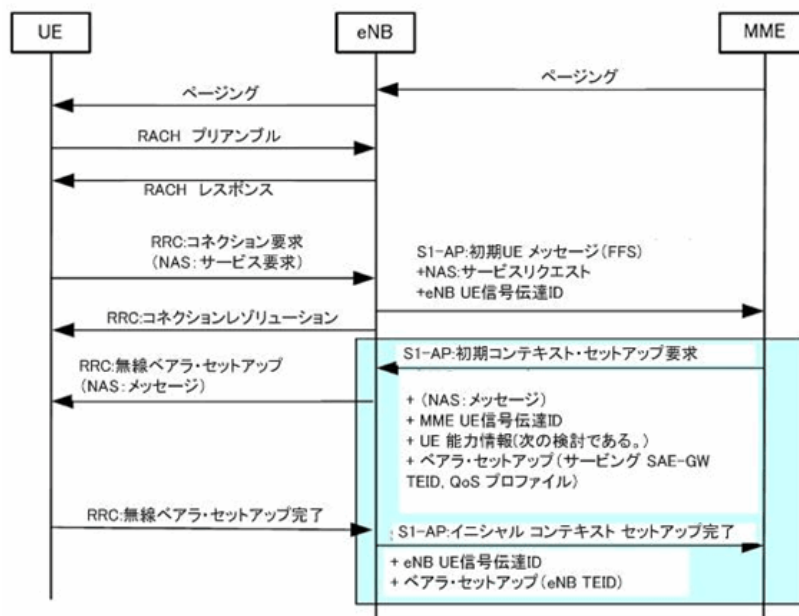 UE
eNB
MME
ページング
ページング
RACH プリアンブル
RACH レスポンス
RRC:コネクション要求
(NAS:サービス要求)
S1-AP:初期UE メッセージ(FFS)
+NAS:サービスリクエスト
+eNB UE信号伝達ID
RRC:コネクションレゾリューション
S1-AP:初期コンテキスト・セットアップ要求
RRC:無線ベアラ・セットアップ
(NAS:メッセージ)
+ (NAS:メッセージ)
+ MME UE信号伝達ID
+ UE 能力情報(次の検討である。)
+ ベアラ・セットアップ(サービング SAE-GW
TEID, QoS プロファイル)
RRC:無線ベアラ・セットアップ完了
S1-AP:イニシャル コンテキスト セットアップ完了
+ eNB UE信号伝達ID
+ ベアラ・セットアップ(eNB TEID)